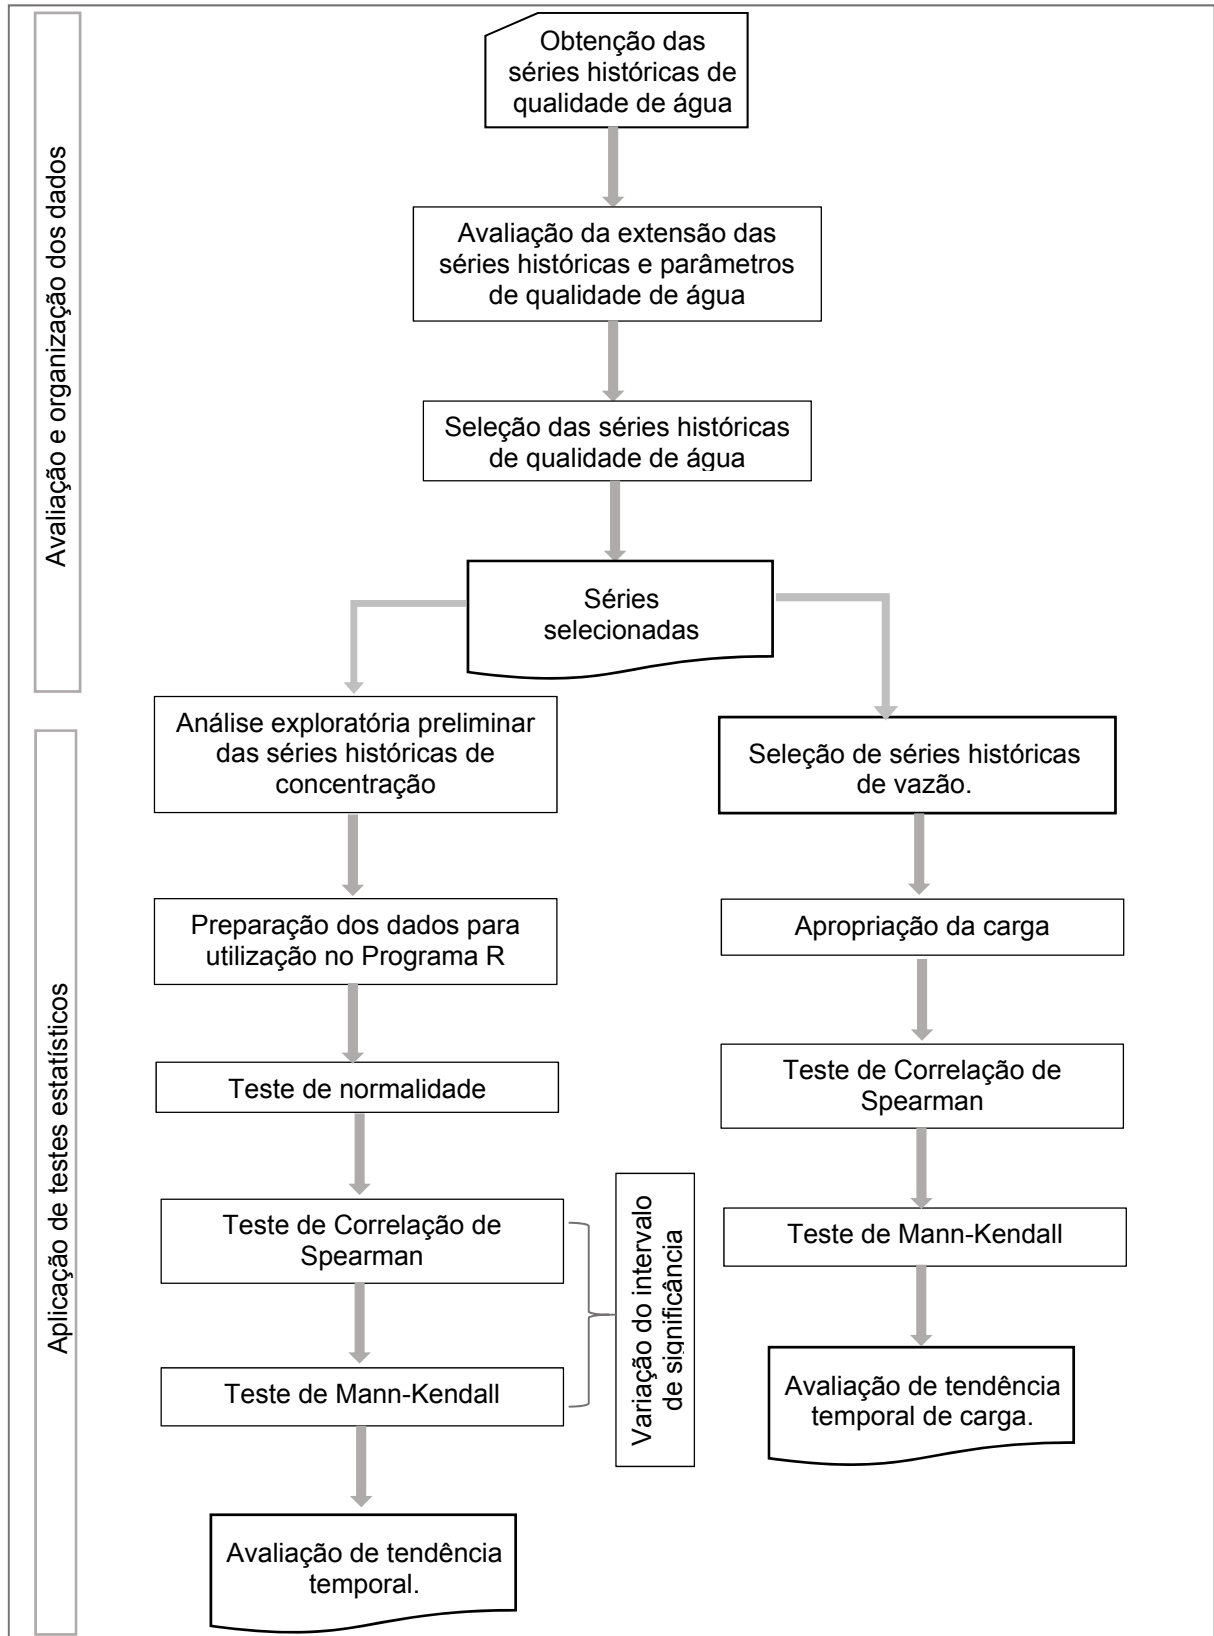 Avaliação e organização dos dados
Obtenção das
séries históricas de
qualidade de água
Avaliação da extensão das
séries históricas e parâmetros
de qualidade de água
Seleção das séries históricas
de qualidade de água
Séries
selecionadas
Aplicação de testes estatísticos
Análise exploratória preliminar
das séries históricas de
concentração
Preparação dos dados para
utilização no Programa R
Teste de normalidade
Teste de Correlação de
Spearman
Teste de Mann-Kendall
Variação do intervalo
de significância
Avaliação de tendência
temporal.
Seleção de séries históricas
de vazão.
Apropriação da carga
Teste de Correlação de
Spearman
Teste de Mann-Kendall
Avaliação de tendência
temporal de carga.